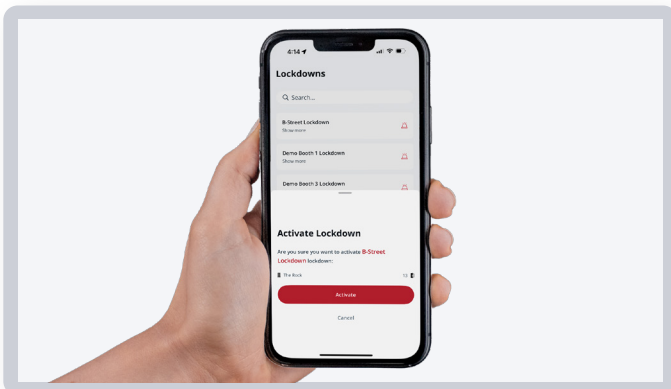 4:14
Lockdowns
Search...
B-Street Lockdown
Show more
Demo Booth 1 Lockdown
Show more
Demo Booth 3 Lockdown
Activate Lockdown
Are you sure you want to activate B-Street
Lockdown lockdown:
The Rock 12
Activate
Cancel